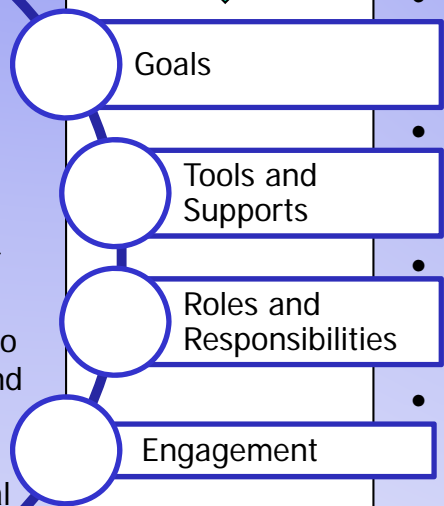 Goals
Tools and
Supports
Roles and
Responsibilities
Engagement